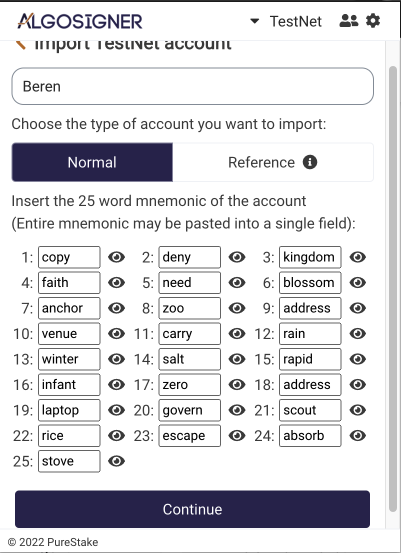 ALGOSIGNER TestNet
Import TestNet account
Beren
Choose the type of account you want to import:
Normal Reference
Insert the 25 word mnemonic of the account
(Entire mnemonic may be pasted into a single field):
1: copy 2: deny 3: kingdom
4: faith 5: need 6: blossom
7: anchor 8: zoo 9: address
10: venue 11: carry 12: rain
13: winter 14: salt 15: rapid
16: infant 17: zero 18: address
19: laptop 20: govern 21: scout
22: rice 23: escape 24: absorb
25: stove
Continue
© 2022 PureStake